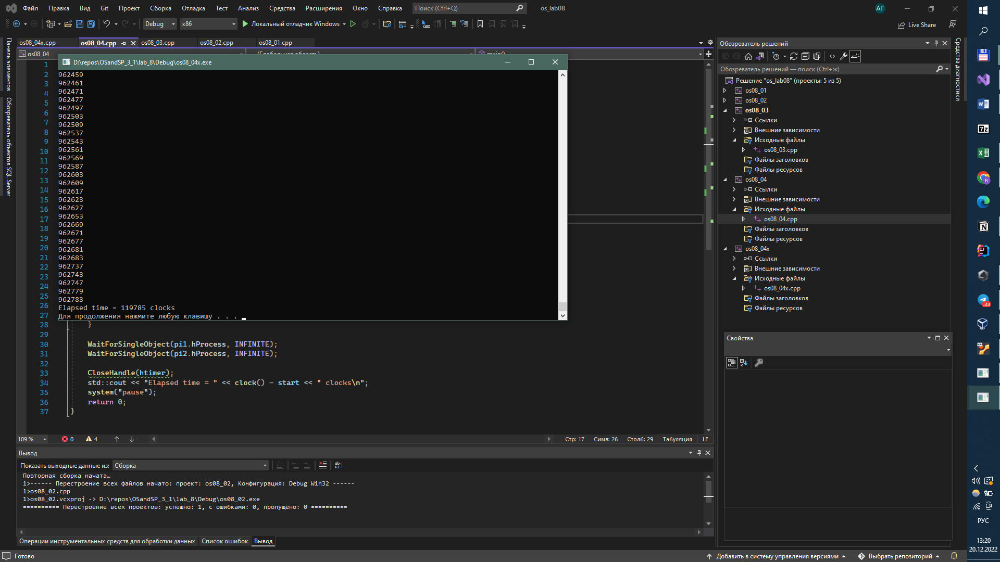 Файл Правка Вид Git Проект Сборка Отладка Тест Анализ Средства Расширения Окно Справка Поиск (Ctrl+Q) os_lab08 АГ
Debug x86 Локальный отладчик Windows Live Share
Панель элементов
Обозреватель объектов SQL Server
os08_04x.cpp os08_04.cpp os08_03.cpp os08_02.cpp os08_01.cpp
os08_04 (Глобальная область) main()
D:\repos\OSandSP_3_1\lab_8\Debug\os08_04x.exe
962459
962461
962471
962477
962497
962503
962509
962537
962543
962561
962569
962587
962603
962609
962617
962623
962627
962653
962669
962671
962677
962681
962683
962737
962743
962747
962779
962783
Elapsed time = 119785 clocks
Для продолжения нажмите любую клавишу . . .
1
2
3
4
5
6
7
8
9
10
11
12
13
14
15
16
17
18
19
20
21
22
23
24
25
26
27
28 }
29
30 WaitForSingleObject(pi1.hProcess, INFINITE);
31 WaitForSingleObject(pi2.hProcess, INFINITE);
32
33 CloseHandle(htimer);
34 std::cout << "Elapsed time = " << clock() - start << " clocks\n";
35 system("pause");
36 return 0;
37 }
109 % 0 4 Стр: 17 Симв: 26 Столб: 29 Табуляция LF
Вывод
Показать выходные данные из: Сборка
Повторная сборка начата…
1>------ Перестроение всех файлов начато: проект: os08_02, Конфигурация: Debug Win32 ------
1>os08_02.cpp
1>os08_02.vcxproj -> D:\repos\OSandSP_3_1\lab_8\Debug\os08_02.exe
========== Перестроение всех проектов: успешно: 1, с ошибками: 0, пропущено: 0 ==========
Операции инструментальных средств для обработки данных Список ошибок Вывод
Готово
Добавить в систему управления версиями Выбрать репозиторий
Обозреватель решений
Обозреватель решений — поиск (Ctrl+ж)
Решение "os_lab08" (проекты: 5 из 5)
os08_01
os08_02
os08_03
Ссылки
Внешние зависимости
Исходные файлы
os08_03.cpp
Файлы заголовков
Файлы ресурсов
os08_04
Ссылки
Внешние зависимости
Исходные файлы
os08_04.cpp
Файлы заголовков
Файлы ресурсов
os08_04x
Ссылки
Внешние зависимости
Исходные файлы
os08_04x.cpp
Файлы заголовков
Файлы ресурсов
Свойства
Средства диагностики
7z
43
РУС
13:20
20.12.2022